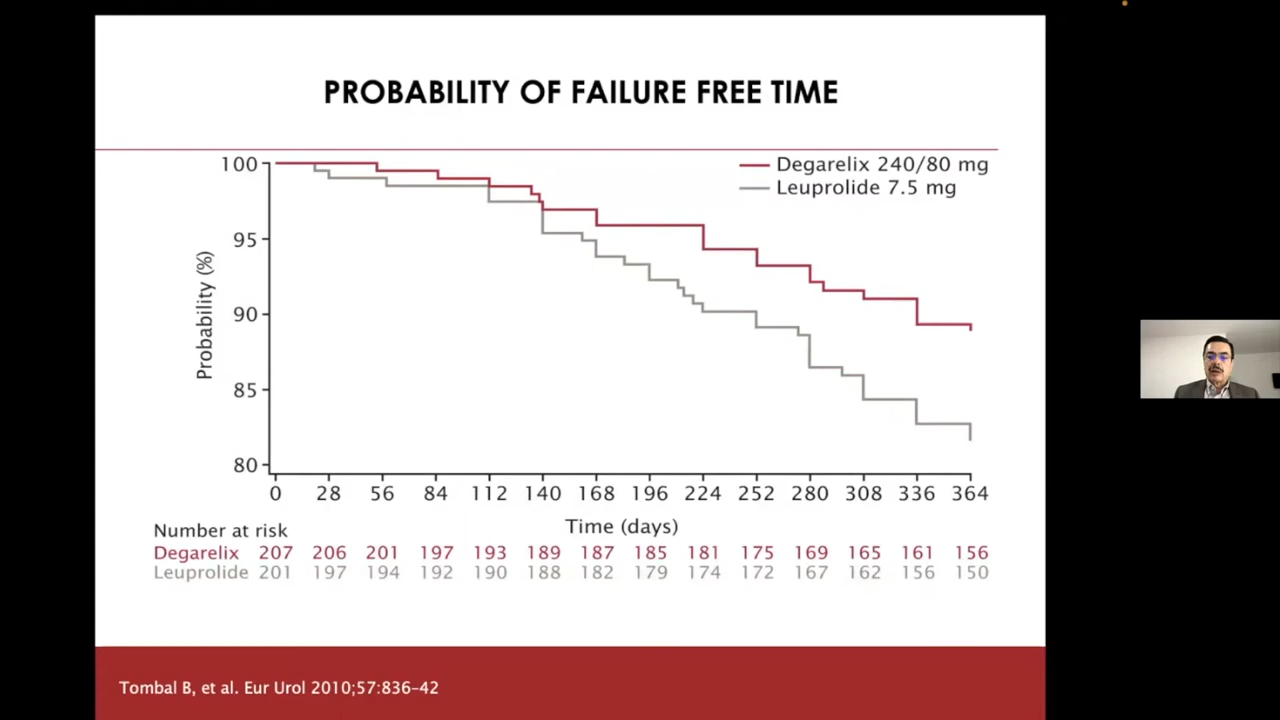 PROBABILITY OF FAILURE FREE TIME
Degarelix 240/80 mg
Leuprolide 7.5 mg
100
95
90
85
80
Probability (%)
0 28 56 84 112 140 168 196 224 252 280 308 336 364
Time (days)
Number at risk
Degarelix 207 206 201 197 193 189 187 185 181 175 169 165 161 156
Leuprolide 201 197 194 192 190 188 182 179 174 172 167 162 156 150
Tombal B, et al. Eur Urol 2010;57:836–42